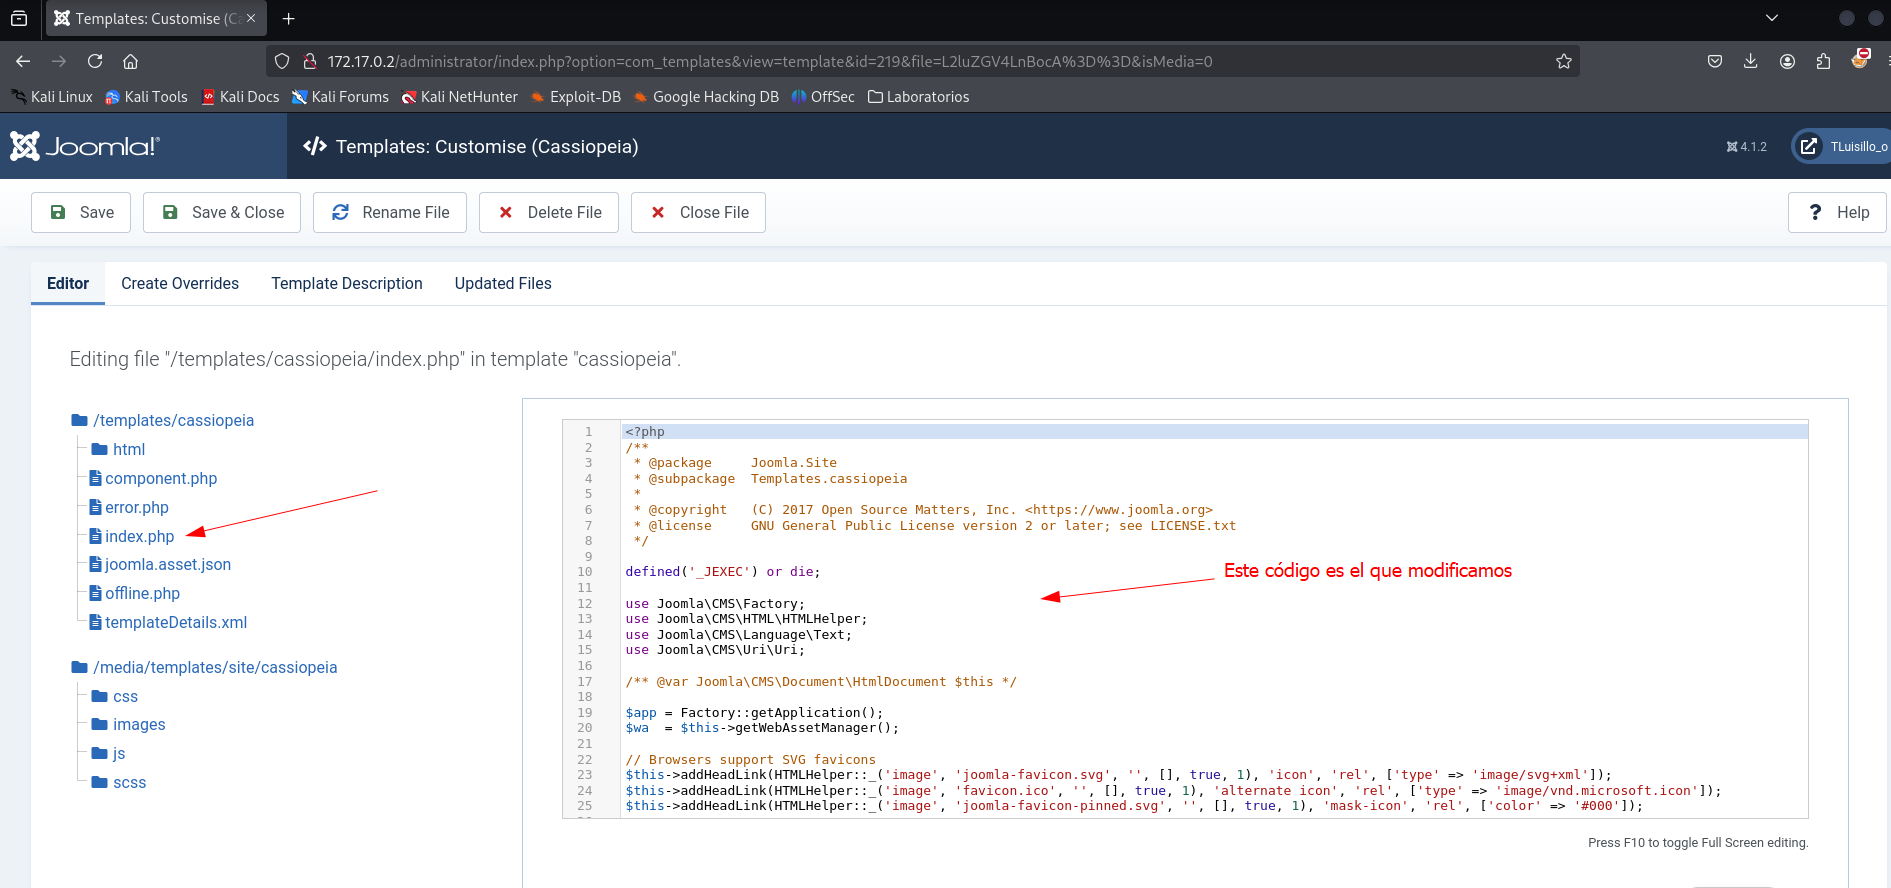 Templates: Customise (Ca
172.17.0.2/administrator/index.php?option=com_templates&view=template&id=219&file=L2luZGV4LnBocA%3D%3D&isMedia=0
Kali Linux Kali Tools Kali Docs Kali Forums Kali NetHunter Exploit-DB Google Hacking DB OffSec Laboratorios
Joomla!® Templates: Customise (Cassiopeia) 4.1.2 TLuisillo_o
Save Save & Close Rename File Delete File Close File ? Help
Editor Create Overrides Template Description Updated Files
Editing file "/templates/cassiopeia/index.php" in template "cassiopeia".
/templates/cassiopeia
html
component.php
error.php
index.php
joomla.asset.json
offline.php
templateDetails.xml
/media/templates/site/cassiopeia
css
images
js
scss
1 <?php
2 /**
3  * @package     Joomla.Site
4  * @subpackage  Templates.cassiopeia
5  *
6  * @copyright   (C) 2017 Open Source Matters, Inc. <https://www.joomla.org>
7  * @license     GNU General Public License version 2 or later; see LICENSE.txt
8  */
9
10 defined('_JEXEC') or die;
11
12 use Joomla\CMS\Factory;
13 use Joomla\CMS\HTML\HTMLHelper;
14 use Joomla\CMS\Language\Text;
15 use Joomla\CMS\Uri\Uri;
16
17 /** @var Joomla\CMS\Document\HtmlDocument $this */
18
19 $app = Factory::getApplication();
20 $wa  = $this->getWebAssetManager();
21
22 // Browsers support SVG favicons
23 $this->addHeadLink(HTMLHelper::_('image', 'joomla-favicon.svg', '', [], true, 1), 'icon', 'rel', ['type' => 'image/svg+xml']);
24 $this->addHeadLink(HTMLHelper::_('image', 'favicon.ico', '', [], true, 1), 'alternate icon', 'rel', ['type' => 'image/vnd.microsoft.icon']);
25 $this->addHeadLink(HTMLHelper::_('image', 'joomla-favicon-pinned.svg', '', [], true, 1), 'mask-icon', 'rel', ['color' => '#000']);
Este código es el que modificamos
Press F10 to toggle Full Screen editing.